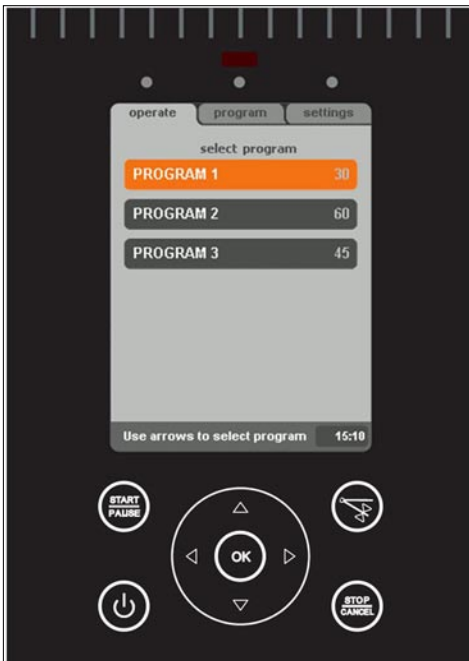 operate program settings
select program
PROGRAM 1 30
PROGRAM 2 60
PROGRAM 3 45
Use arrows to select program 15:10
START
PAUSE
OK
STOP
CANCEL